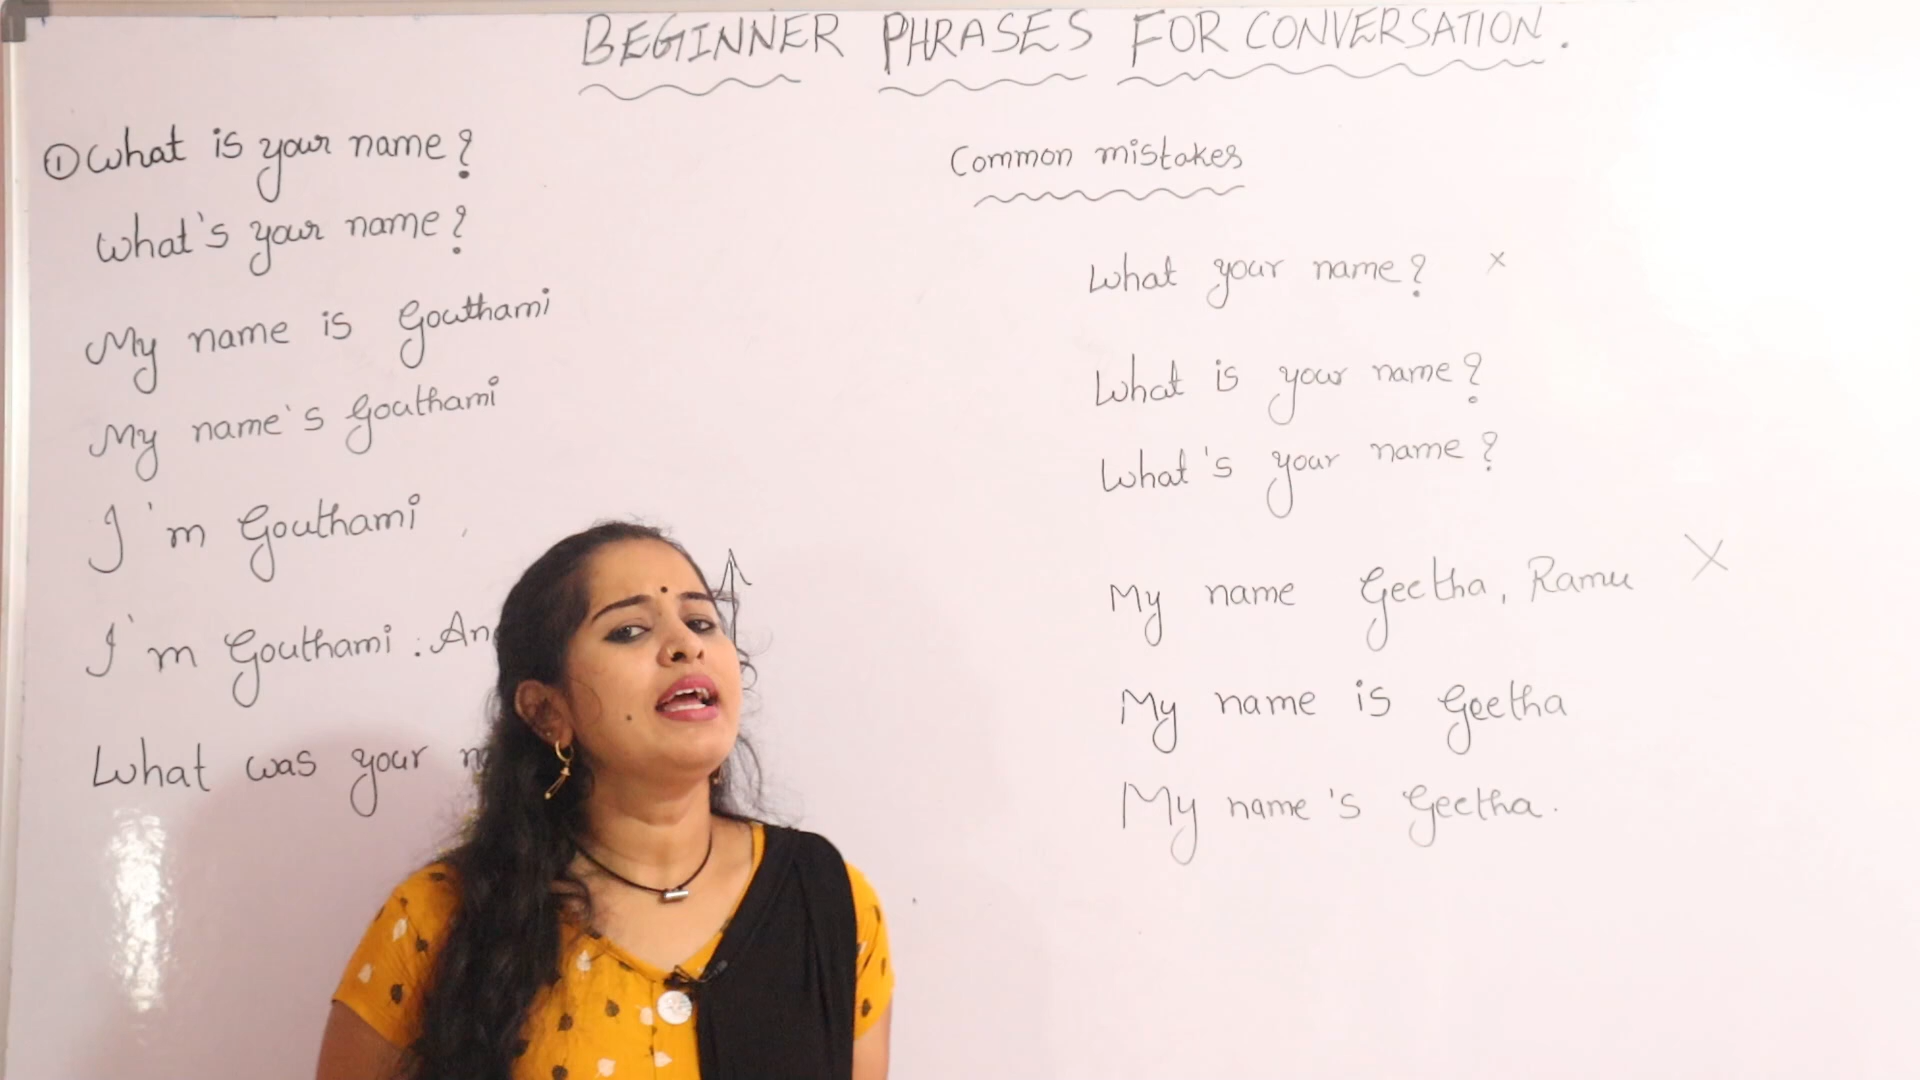 BEGINNER PHRASES FOR CONVERSATION.
① What is your name?
What's your name?
My name is Gouthami
My name's Gouthami
I'm Gouthami
I'm Gouthami . An
What was your
Common mistakes
What your name? ×
What is your name?
What's your name?
My name Geetha, Ramu ×
My name is Geetha
My name's Geetha.